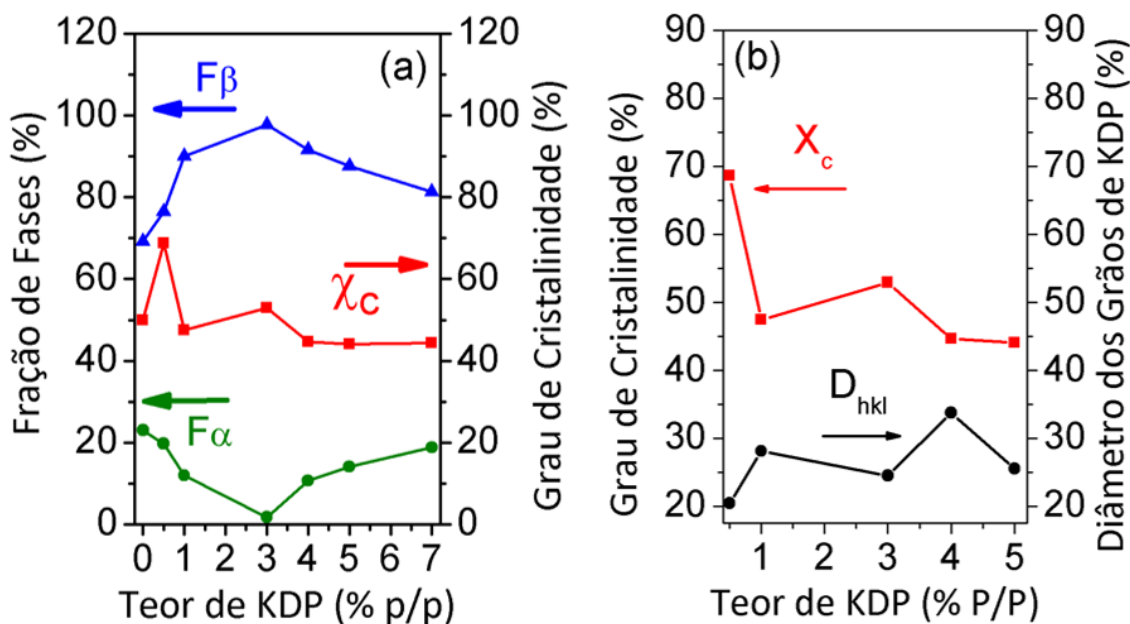 (a)
Fβ
χc
Fα
120
100
80
60
40
20
0
Fração de Fases (%)
120
100
80
60
40
20
0
Grau de Cristalinidade (%)
0 1 2 3 4 5 6 7
Teor de KDP (% p/p)
(b)
Xc
Dhkl
90
80
70
60
50
40
30
20
Grau de Cristalinidade (%)
90
80
70
60
50
40
30
20
Diâmetro dos Grãos de KDP (%)
1 2 3 4 5
Teor de KDP (% P/P)